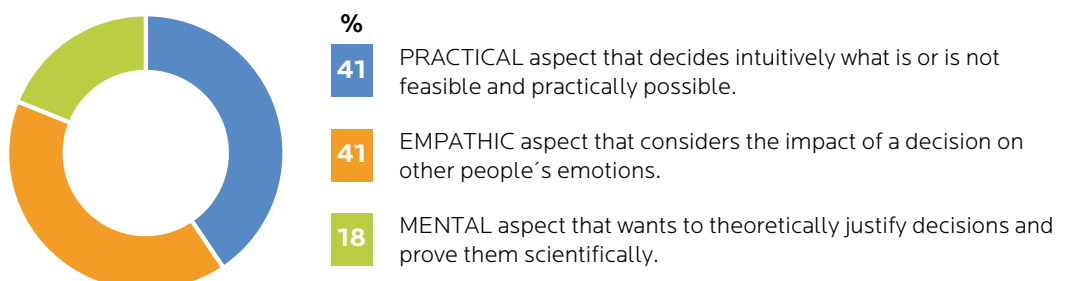 %
41
PRACTICAL aspect that decides intuitively what is or is not
feasible and practically possible.
41
EMPATHIC aspect that considers the impact of a decision on
other people´s emotions.
18
MENTAL aspect that wants to theoretically justify decisions and
prove them scientifically.